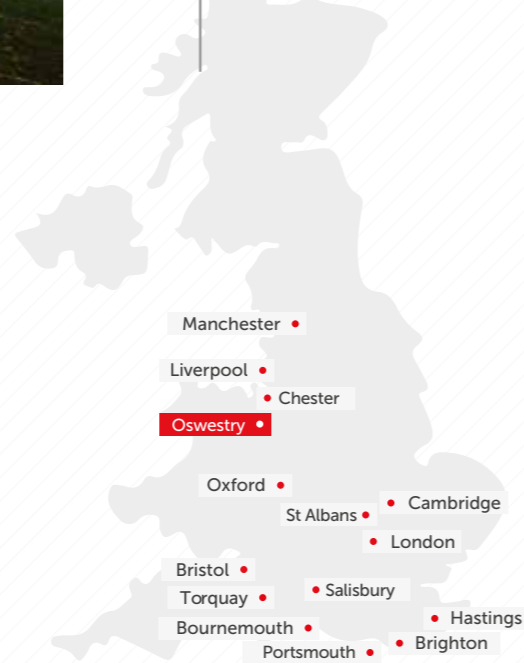 Manchester
Liverpool
Chester
Oswestry
Oxford
Cambridge
St Albans
London
Bristol
Salisbury
Torquay
Hastings
Bournemouth
Brighton
Portsmouth